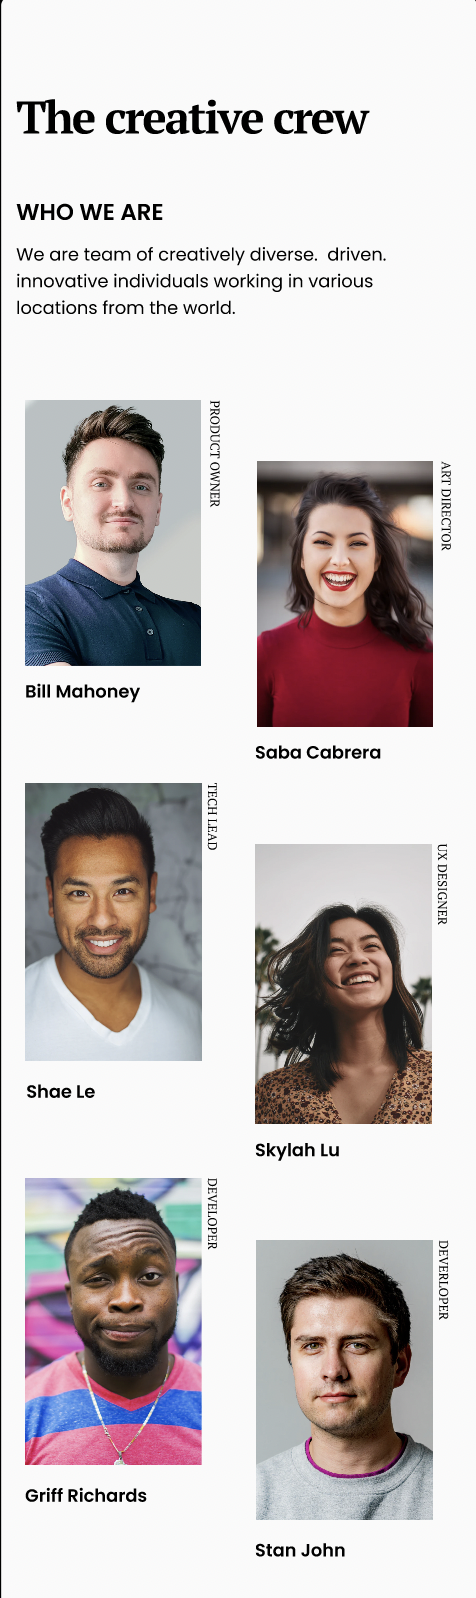 The creative crew
WHO WE ARE
We are team of creatively diverse.  driven.
innovative individuals working in various
locations from the world.
PRODUCT OWNER
Bill Mahoney
ART DIRECTOR
Saba Cabrera
TECH LEAD
Shae Le
UX DESIGNER
Skylah Lu
DEVELOPER
Griff Richards
DEVERLOPER
Stan John